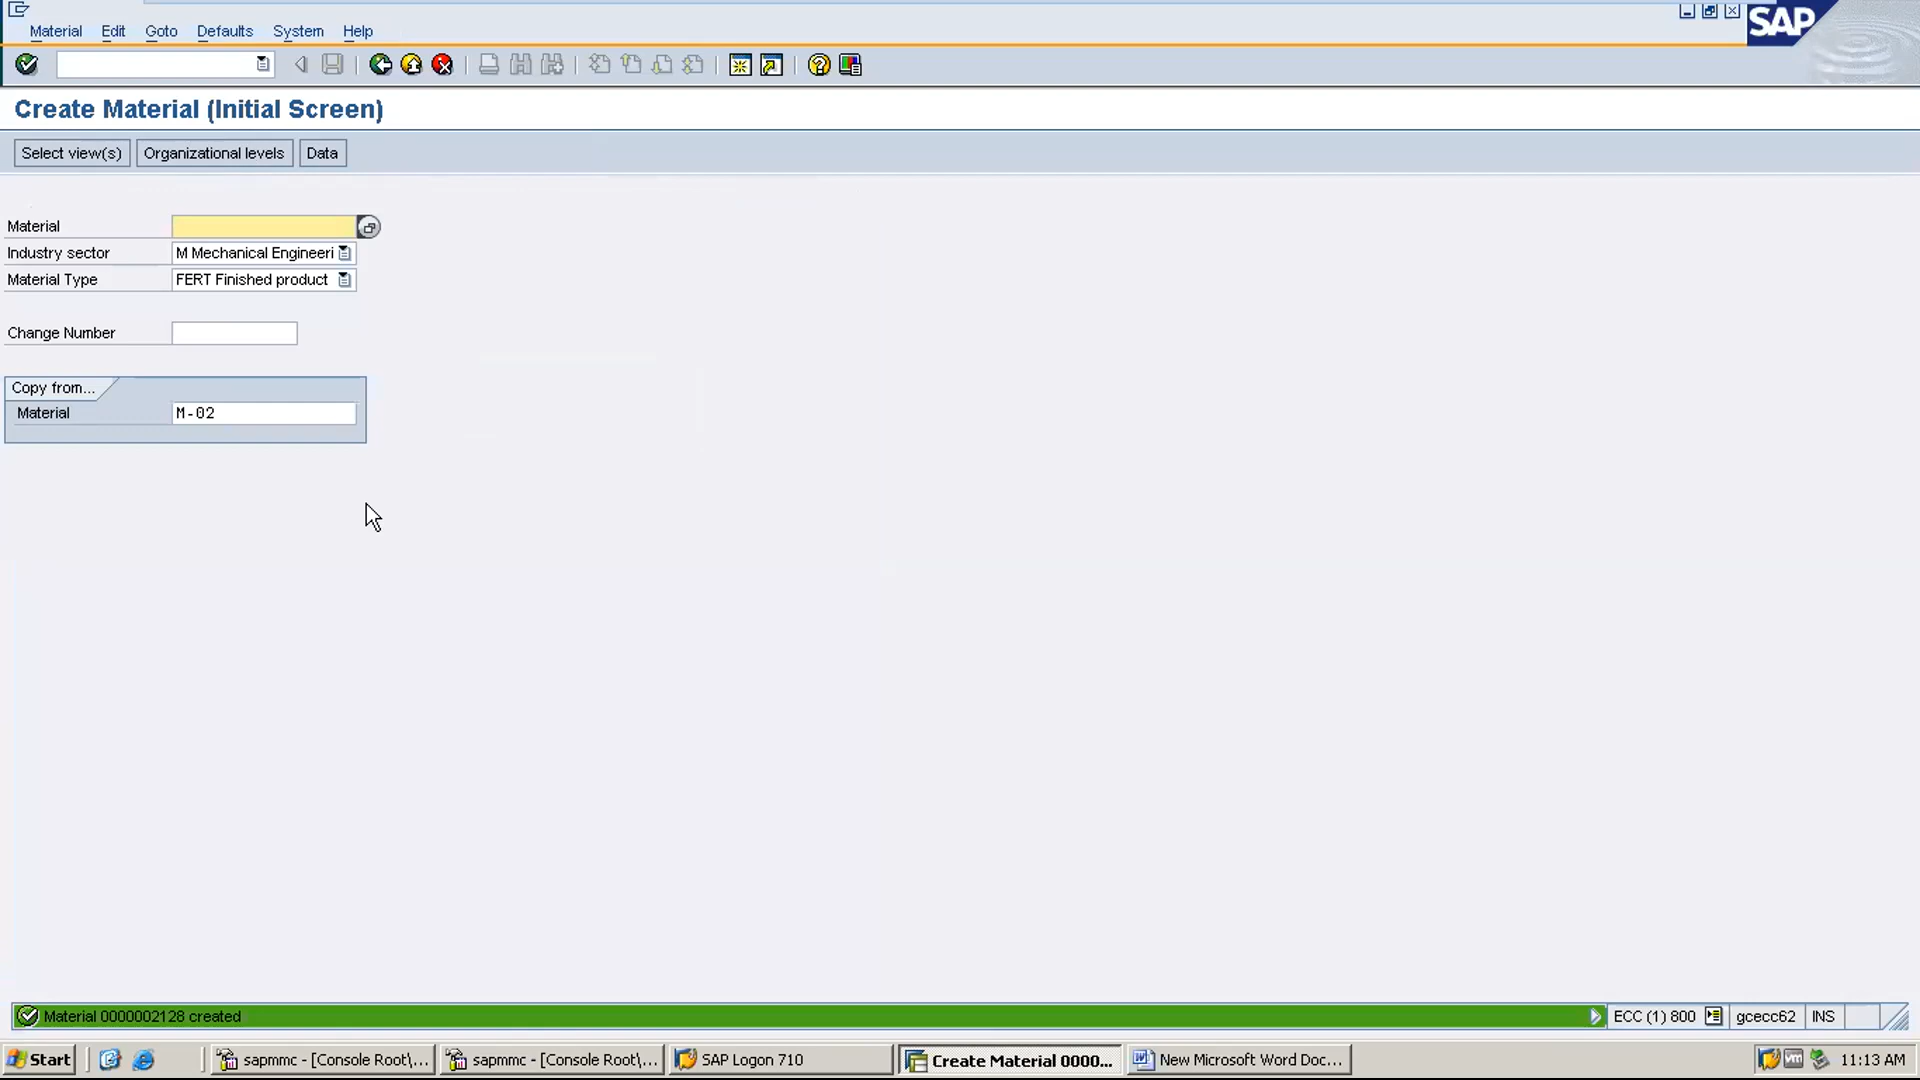 Material Edit Goto Defaults System Help
SAP
Create Material (Initial Screen)
Select view(s) Organizational levels Data
Material
Industry sector M Mechanical Engineeri
Material Type FERT Finished product
Change Number
Copy from...
Material M-02
Material 0000002128 created ECC (1) 800 gcecc62 INS
Start sapmmc - [Console Root\... sapmmc - [Console Root\... SAP Logon 710 Create Material 0000... New Microsoft Word Doc... vm 11:13 AM